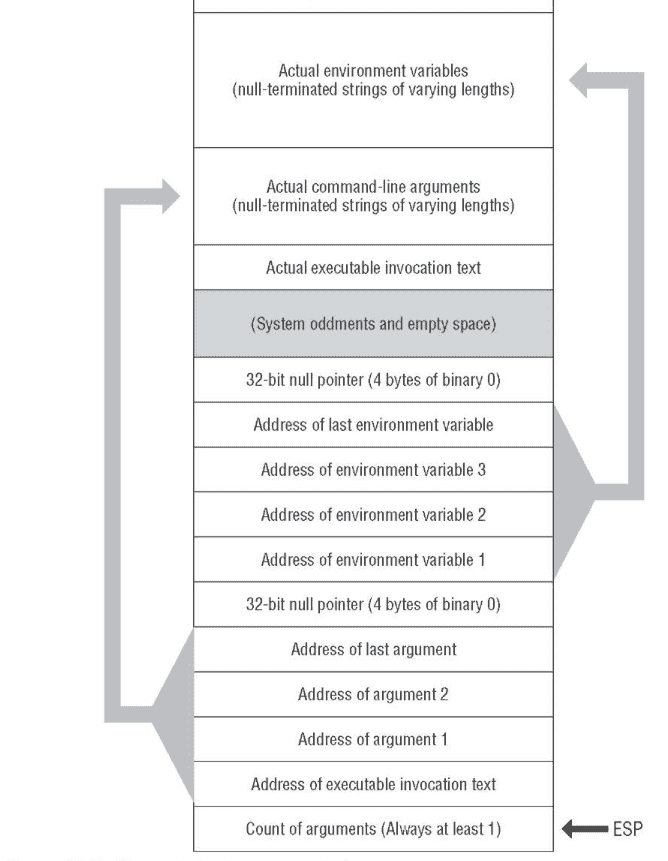 Actual environment variables
(null-terminated strings of varying lengths)
Actual command-line arguments
(null-terminated strings of varying lengths)
Actual executable invocation text
(System oddments and empty space)
32-bit null pointer (4 bytes of binary 0)
Address of last environment variable
Address of environment variable 3
Address of environment variable 2
Address of environment variable 1
32-bit null pointer (4 bytes of binary 0)
Address of last argument
Address of argument 2
Address of argument 1
Address of executable invocation text
Count of arguments (Always at least 1)
ESP